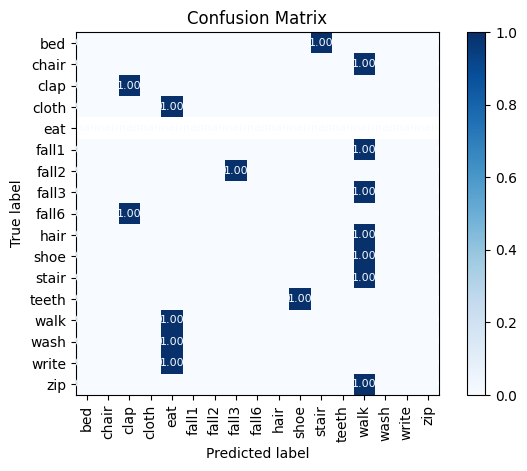 Confusion Matrix
True label
bed
1.00
chair
1.00
clap
1.00
cloth
1.00
eat
fall1
1.00
fall2
1.00
fall3
1.00
fall6
1.00
hair
1.00
shoe
1.00
stair
1.00
teeth
1.00
walk
1.00
wash
1.00
write
1.00
zip
1.00
bed chair clap cloth eat fall1 fall2 fall3 fall6 hair shoe stair teeth walk wash write zip
Predicted label
1.0
0.8
0.6
0.4
0.2
0.0